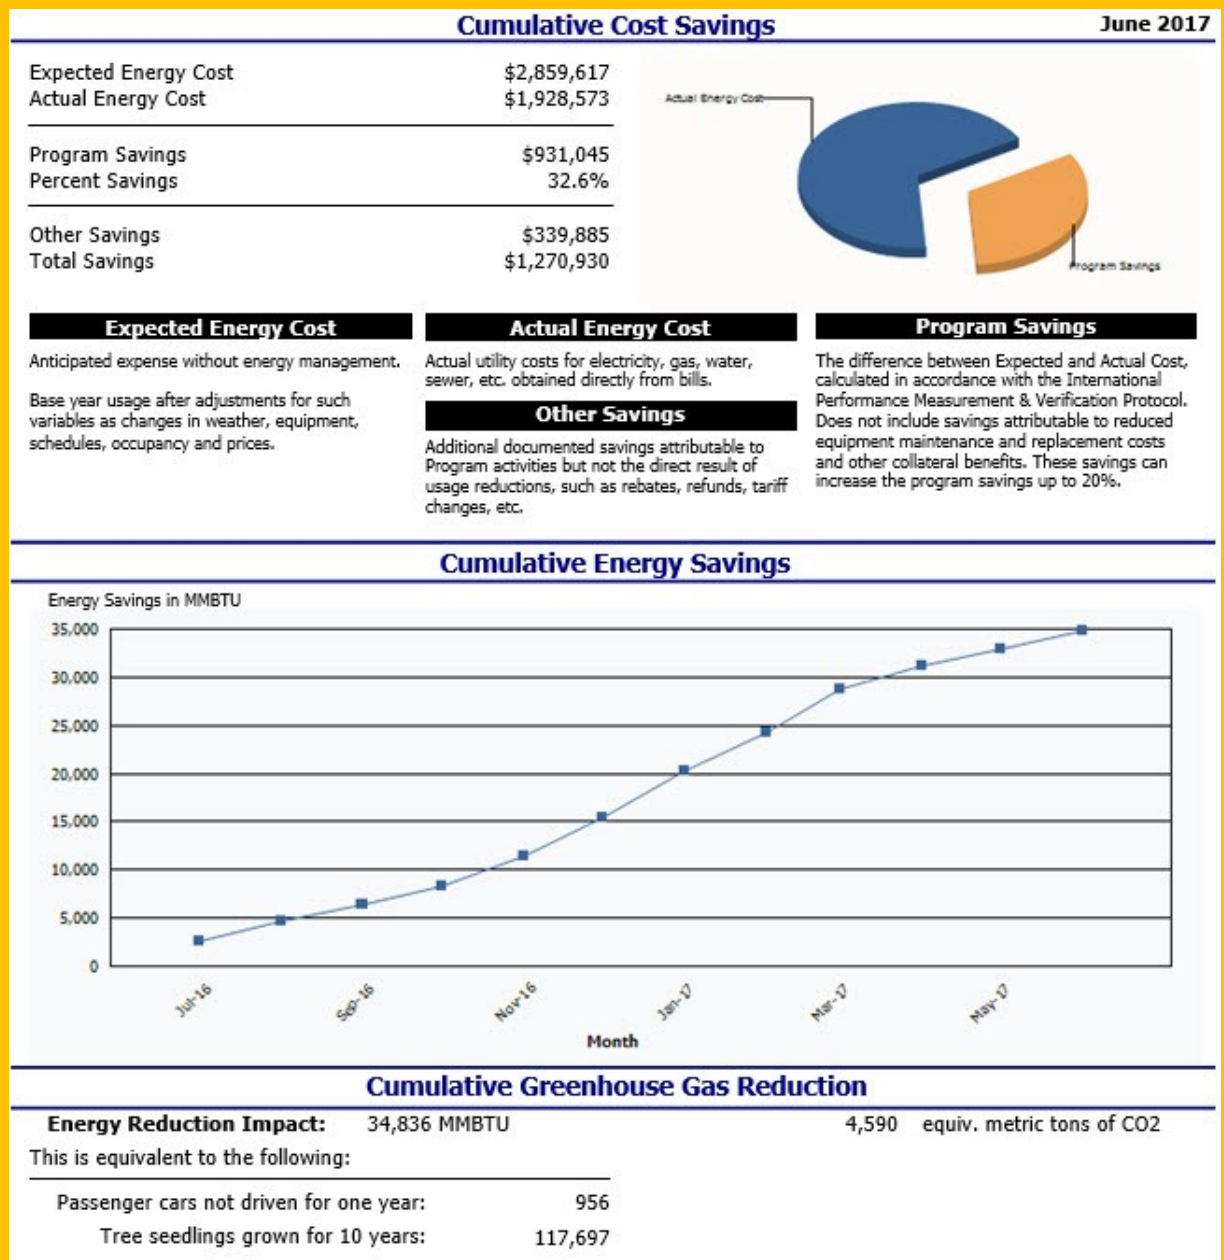 Cumulative Cost Savings June 2017
Expected Energy Cost $2,859,617
Actual Energy Cost $1,928,573
Program Savings $931,045
Percent Savings 32.6%
Other Savings $339,885
Total Savings $1,270,930
Actual Energy Cost
Program Savings
Expected Energy Cost
Anticipated expense without energy management.
Base year usage after adjustments for such
variables as changes in weather, equipment,
schedules, occupancy and prices.
Actual Energy Cost
Actual utility costs for electricity, gas, water,
sewer, etc. obtained directly from bills.
Other Savings
Additional documented savings attributable to
Program activities but not the direct result of
usage reductions, such as rebates, refunds, tariff
changes, etc.
Program Savings
The difference between Expected and Actual Cost,
calculated in accordance with the International
Performance Measurement & Verification Protocol.
Does not include savings attributable to reduced
equipment maintenance and replacement costs
and other collateral benefits. These savings can
increase the program savings up to 20%.
Cumulative Energy Savings
Energy Savings in MMBTU
35,000
30,000
25,000
20,000
15,000
10,000
5,000
0
Jul-16 Sep-16 Nov-16 Jan-17 Mar-17 May-17
Month
Cumulative Greenhouse Gas Reduction
Energy Reduction Impact: 34,836 MMBTU 4,590 equiv. metric tons of CO2
This is equivalent to the following:
Passenger cars not driven for one year: 956
Tree seedlings grown for 10 years: 117,697